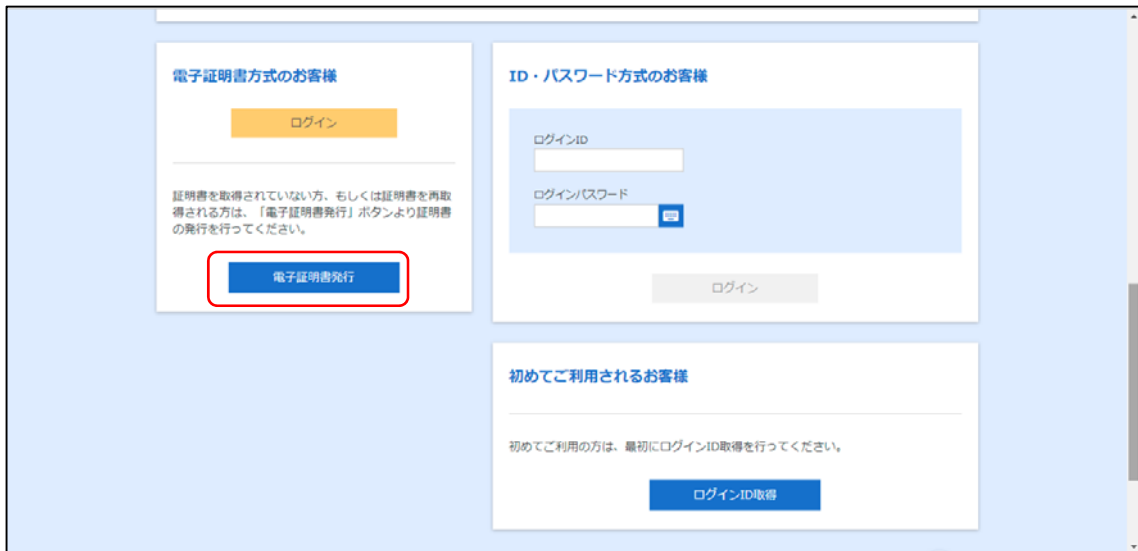 電子証明書方式のお客様
ログイン
証明書を取得されていない方、もしくは証明書を再取
得される方は、「電子証明書発行」ボタンより証明書
の発行を行ってください。
電子証明書発行
ID・パスワード方式のお客様
ログインID
ログインパスワード
ログイン
初めてご利用されるお客様
初めてご利用の方は、最初にログインID取得を行ってください。
ログインID取得